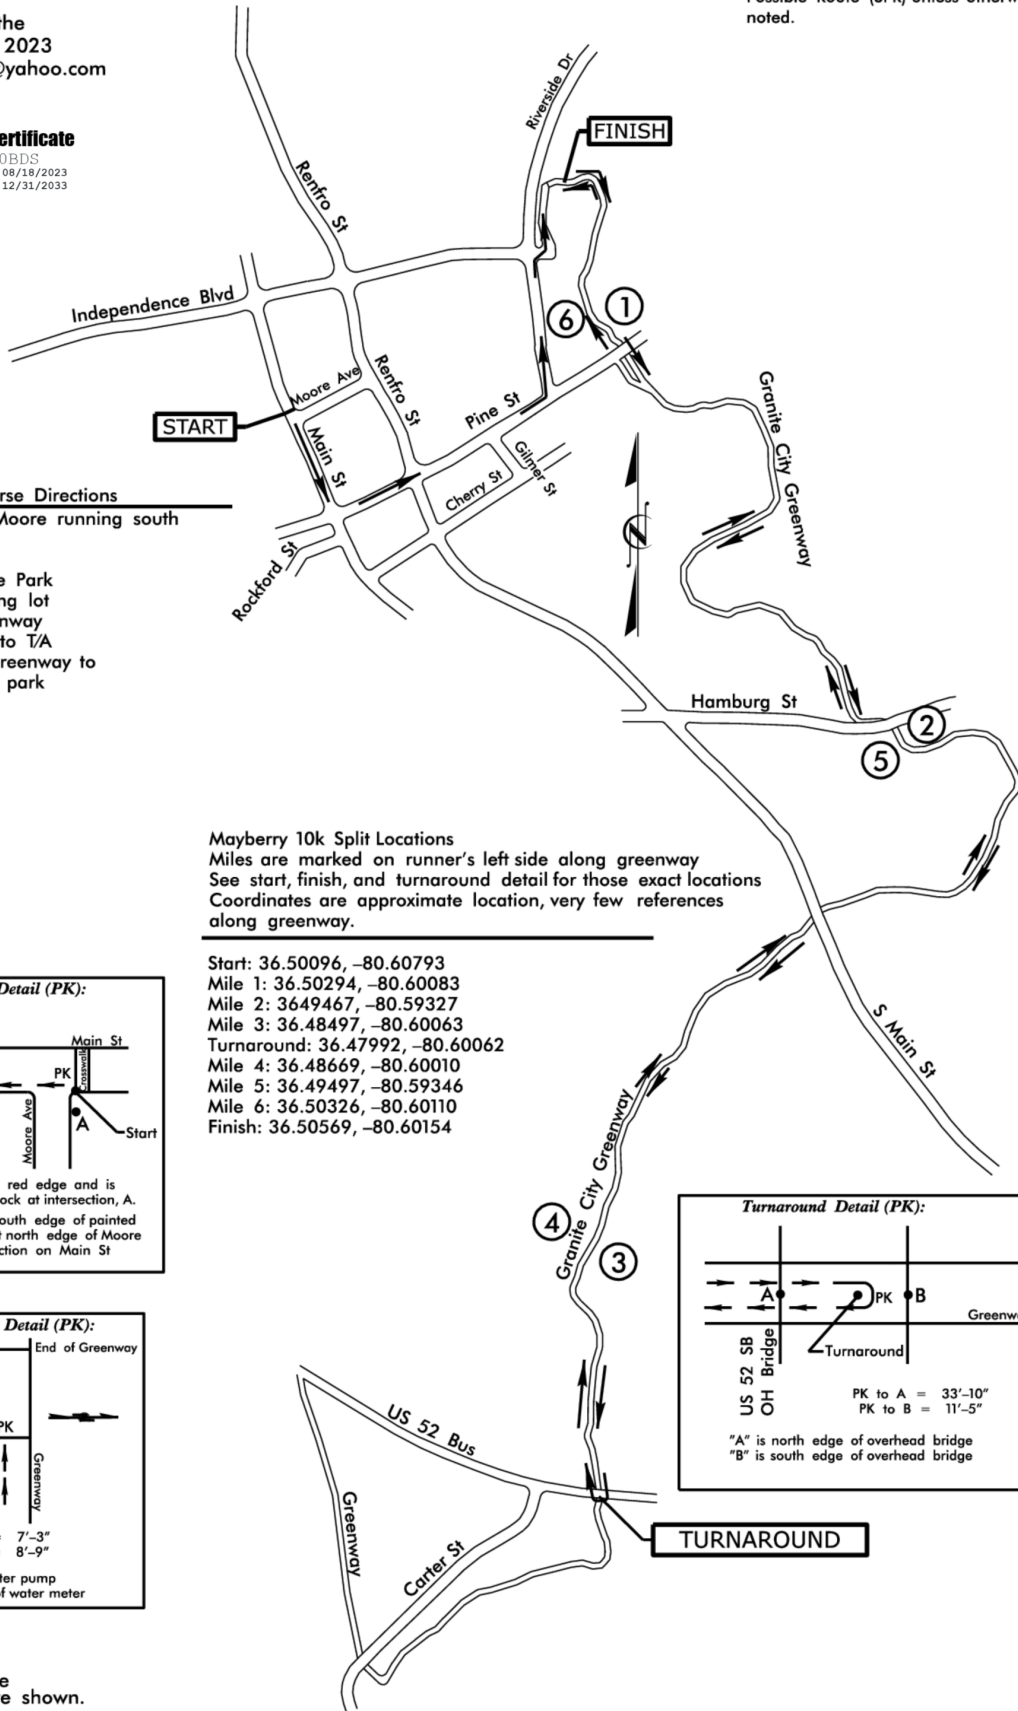 the
2023
@yahoo.com
noted.
ertificate
0BDS
08/18/2023
12/31/2033
Riverside Dr
FINISH
Renfro St
Independence Blvd
6
1
Moore Ave
Renfro St
Pine St
START
Main St
Gilmer St
Cherry St
Granite City Greenway
N
rse Directions
Moore running south
Rockford St
e Park
ng lot
nway
to T/A
reenway to
park
Hamburg St
2
5
Mayberry 10k Split Locations
Miles are marked on runner's left side along greenway
See start, finish, and turnaround detail for those exact locations
Coordinates are approximate location, very few references
along greenway.
Start: 36.50096, –80.60793
Mile 1: 36.50294, –80.60083
Mile 2: 3649467, –80.59327
Mile 3: 36.48497, –80.60063
Turnaround: 36.47992, –80.60062
Mile 4: 36.48669, –80.60010
Mile 5: 36.49497, –80.59346
Mile 6: 36.50326, –80.60110
Finish: 36.50569, –80.60154
S Main St
Detail (PK):
Main St
Crosswalk
PK
A
Start
Moore Ave
red edge and is
ock at intersection, A.
outh edge of painted
t north edge of Moore
ction on Main St
Granite City Greenway
4
3
Turnaround Detail (PK):
A
PK
B
Greenw
Turnaround
US 52 SB
OH Bridge
PK to A = 33'–10"
PK to B = 11'–5"
"A" is north edge of overhead bridge
"B" is south edge of overhead bridge
Detail (PK):
End of Greenway
PK
Greenway
= 7'–3"
8'–9"
ter pump
of water meter
US 52 Bus
Greenway
Carter St
TURNAROUND
e
e shown.